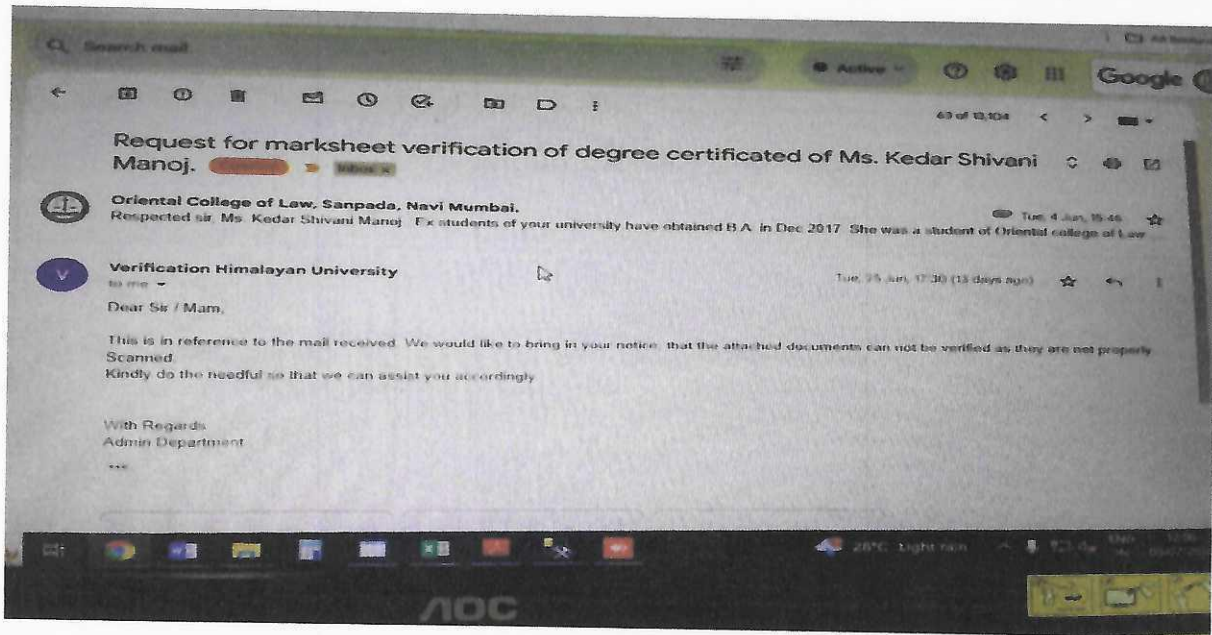 Search mail
Active
Google
63 of 13,104
Request for marksheet verification of degree certificated of Ms. Kedar Shivani
Manoj.
Inbox x
Oriental College of Law, Sanpada, Navi Mumbai.
Tue, 4 Jun, 15:46
Respected sir, Ms. Kedar Shivani Manoj Ex students of your university have obtained B.A. in Dec 2017 She was a student of Oriental college of Law
V
Verification Himalayan University
Tue, 25 Jun, 17:30 (13 days ago)
to me
Dear Sir / Mam,
This is in reference to the mail received. We would like to bring in your notice, that the attached documents can not be verified as they are not properly
Scanned.
Kindly do the needful so that we can assist you accordingly
With Regards
Admin Department
...
26°C Light rain
AOC